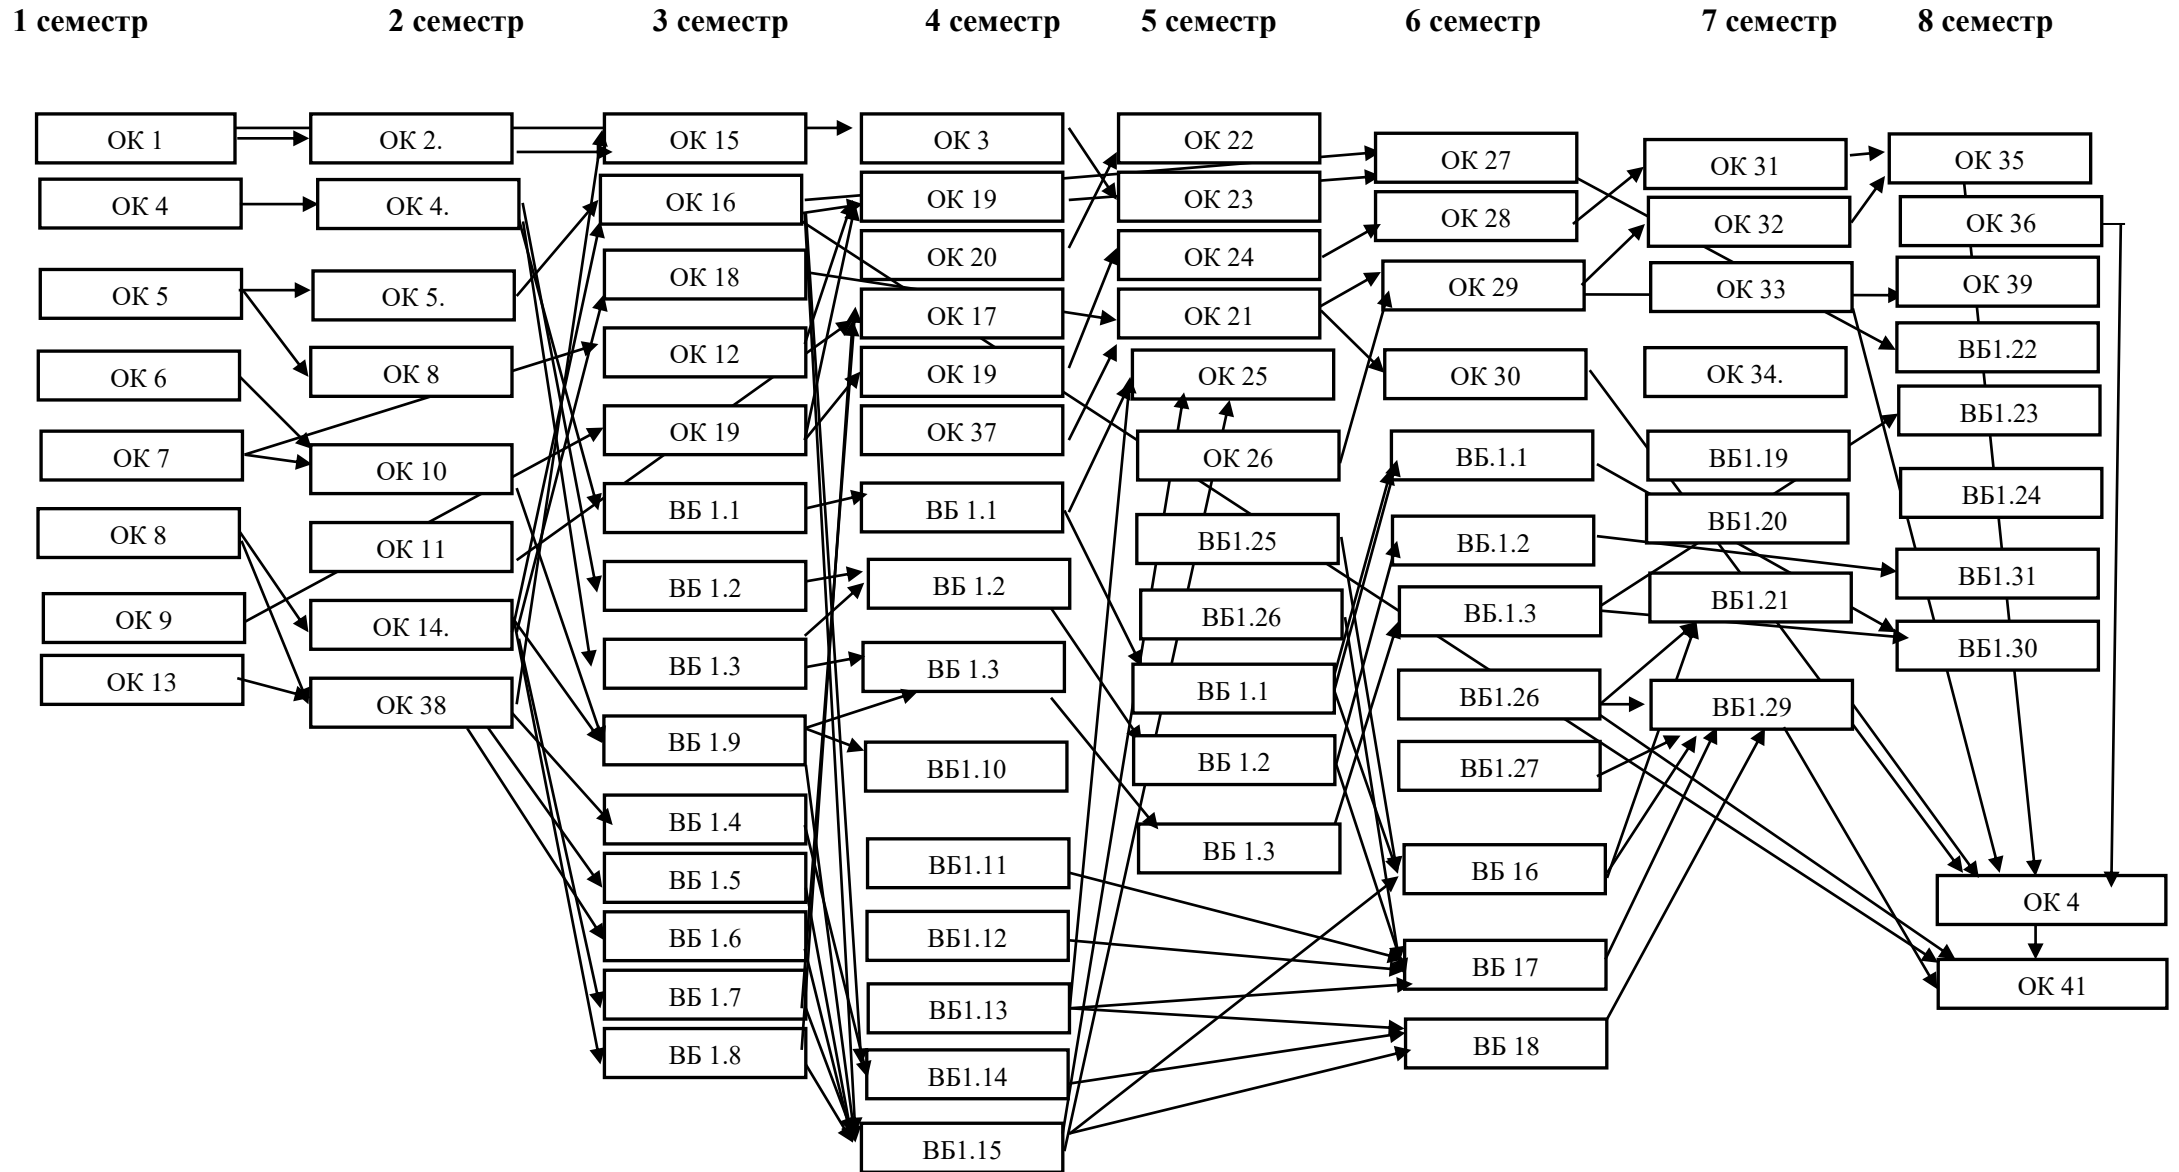 1 семестр
2 семестр
3 семестр
4 семестр
5 семестр
6 семестр
7 семестр
8 семестр
ОК 1
ОК 4
ОК 5
ОК 6
ОК 7
ОК 8
ОК 9
ОК 13
ОК 2.
ОК 4.
ОК 5.
ОК 8
ОК 10
ОК 11
ОК 14.
ОК 38
ОК 15
ОК 16
ОК 18
ОК 12
ОК 19
ВБ 1.1
ВБ 1.2
ВБ 1.3
ВБ 1.9
ВБ 1.4
ВБ 1.5
ВБ 1.6
ВБ 1.7
ВБ 1.8
ОК 3
ОК 19
ОК 20
ОК 17
ОК 19
ОК 37
ВБ 1.1
ВБ 1.2
ВБ 1.3
ВБ1.10
ВБ1.11
ВБ1.12
ВБ1.13
ВБ1.14
ВБ1.15
ОК 22
ОК 23
ОК 24
ОК 21
ОК 25
ОК 26
ВБ1.25
ВБ1.26
ВБ 1.1
ВБ 1.2
ВБ 1.3
ОК 27
ОК 28
ОК 29
ОК 30
ВБ.1.1
ВБ.1.2
ВБ.1.3
ВБ1.26
ВБ1.27
ВБ 16
ВБ 17
ВБ 18
ОК 31
ОК 32
ОК 33
ОК 34.
ВБ1.19
ВБ1.20
ВБ1.21
ВБ1.29
ОК 35
ОК 36
ОК 39
ВБ1.22
ВБ1.23
ВБ1.24
ВБ1.31
ВБ1.30
ОК 4
ОК 41